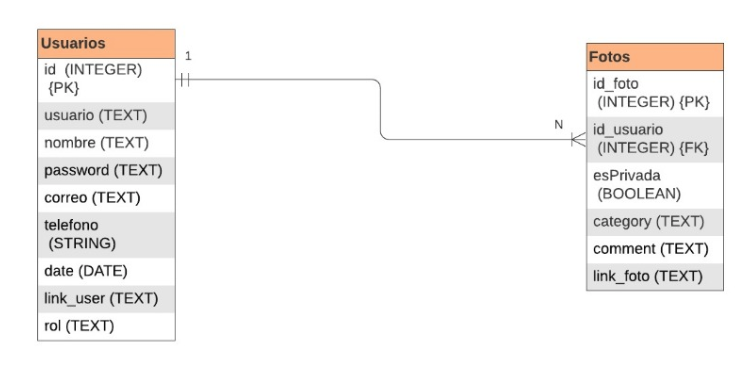 Usuarios
id (INTEGER)
{PK}
usuario (TEXT)
nombre (TEXT)
password (TEXT)
correo (TEXT)
telefono
(STRING)
date (DATE)
link_user (TEXT)
rol (TEXT)
1
N
Fotos
id_foto
(INTEGER) {PK}
id_usuario
(INTEGER) {FK}
esPrivada
(BOOLEAN)
category (TEXT)
comment (TEXT)
link_foto (TEXT)